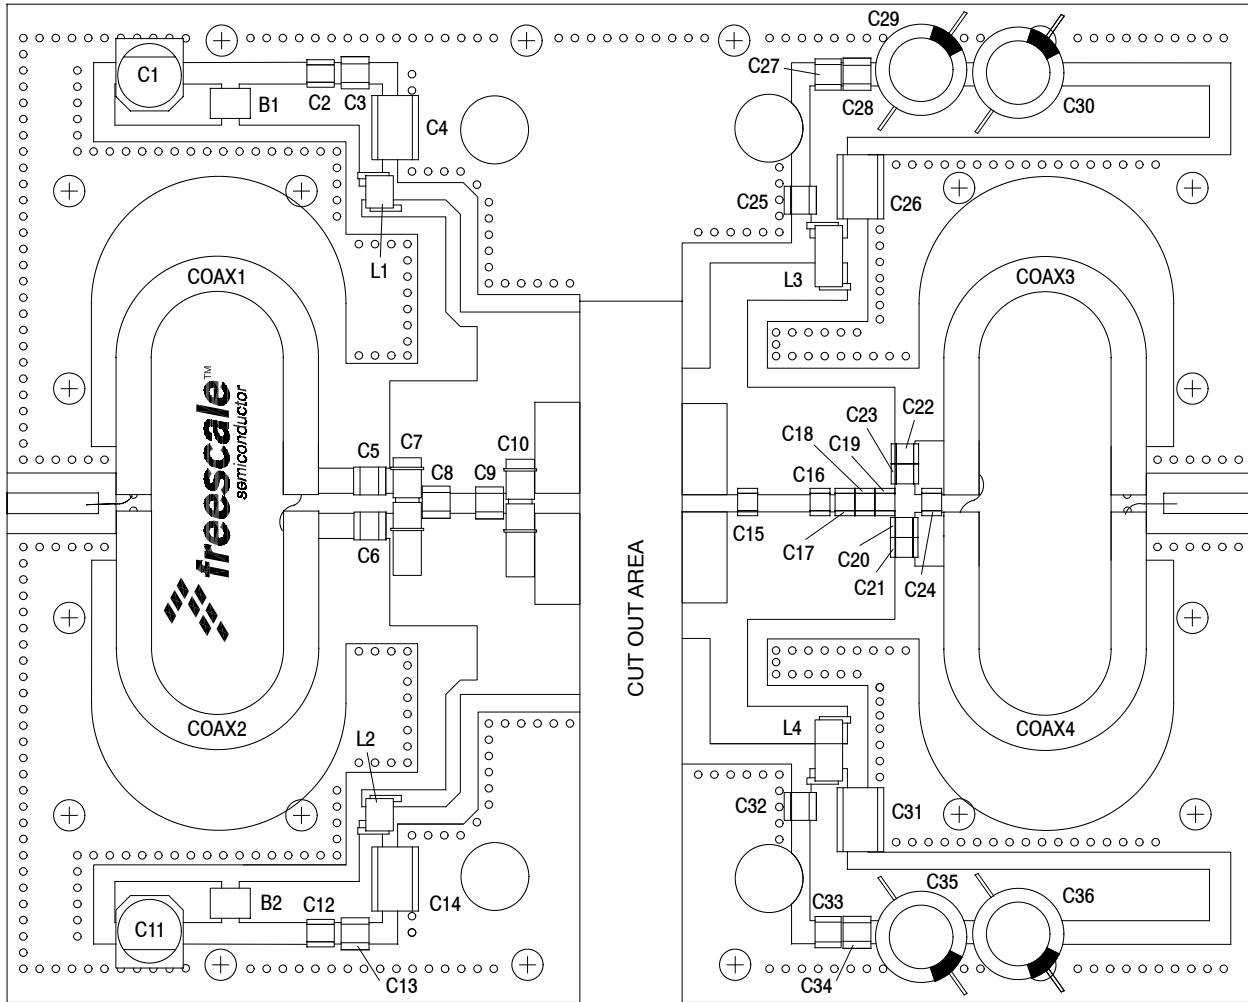 C29
C1
C27
C2 C3
B1
C28
C30
C4
C25
C26
L1
L3
COAX1
COAX3
freescale™
semiconductor
C23 C22
C5 C7 C10
C18 C19
C8 C9
C16
C15
C17
C6
C20
C21 C24
CUT OUT AREA
COAX2
L2
L4
COAX4
C32
C31
B2
C12
C14
C11
C33
C35
C36
C13
C34